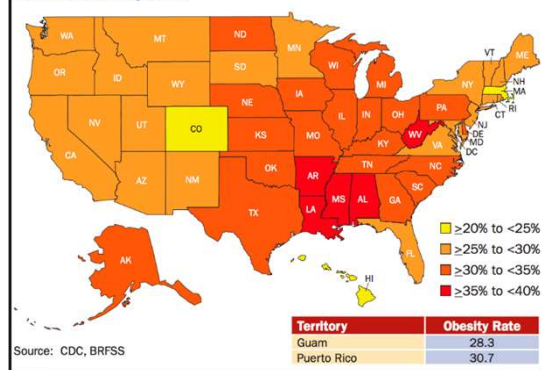 WA
MT
ND
MN
VT
ME
OR
ID
WY
SD
WI
MI
NY
NH
MA
RI
CT
NV
UT
CO
NE
IA
IL
IN
OH
PA
NJ
DE
MD
DC
CA
AZ
NM
KS
MO
KY
WV
VA
OK
AR
TN
NC
SC
TX
LA
MS
AL
GA
FL
AK
HI
≥20% to <25%
≥25% to <30%
≥30% to <35%
≥35% to <40%
Territory Obesity Rate
Guam 28.3
Puerto Rico 30.7
Source: CDC, BRFSS